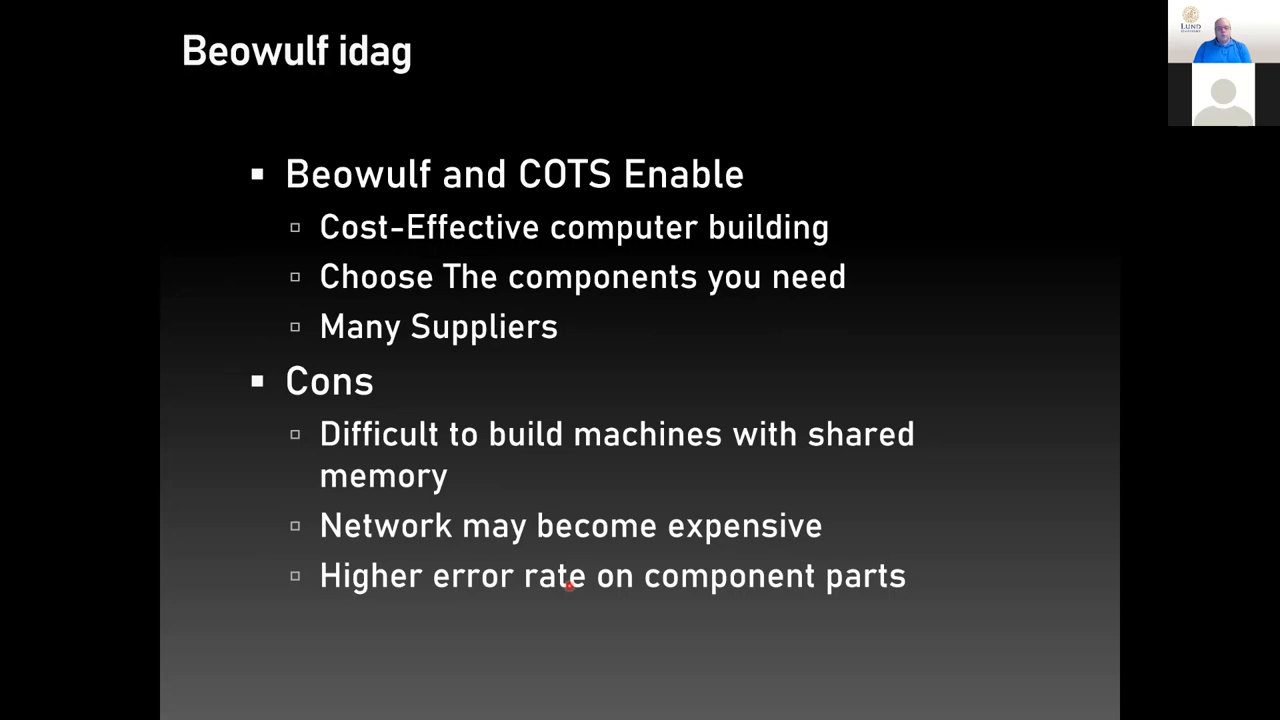 Beowulf idag
▪ Beowulf and COTS Enable
▫ Cost-Effective computer building
▫ Choose The components you need
▫ Many Suppliers
▪ Cons
▫ Difficult to build machines with shared
memory
▫ Network may become expensive
▫ Higher error rate on component parts
LUND